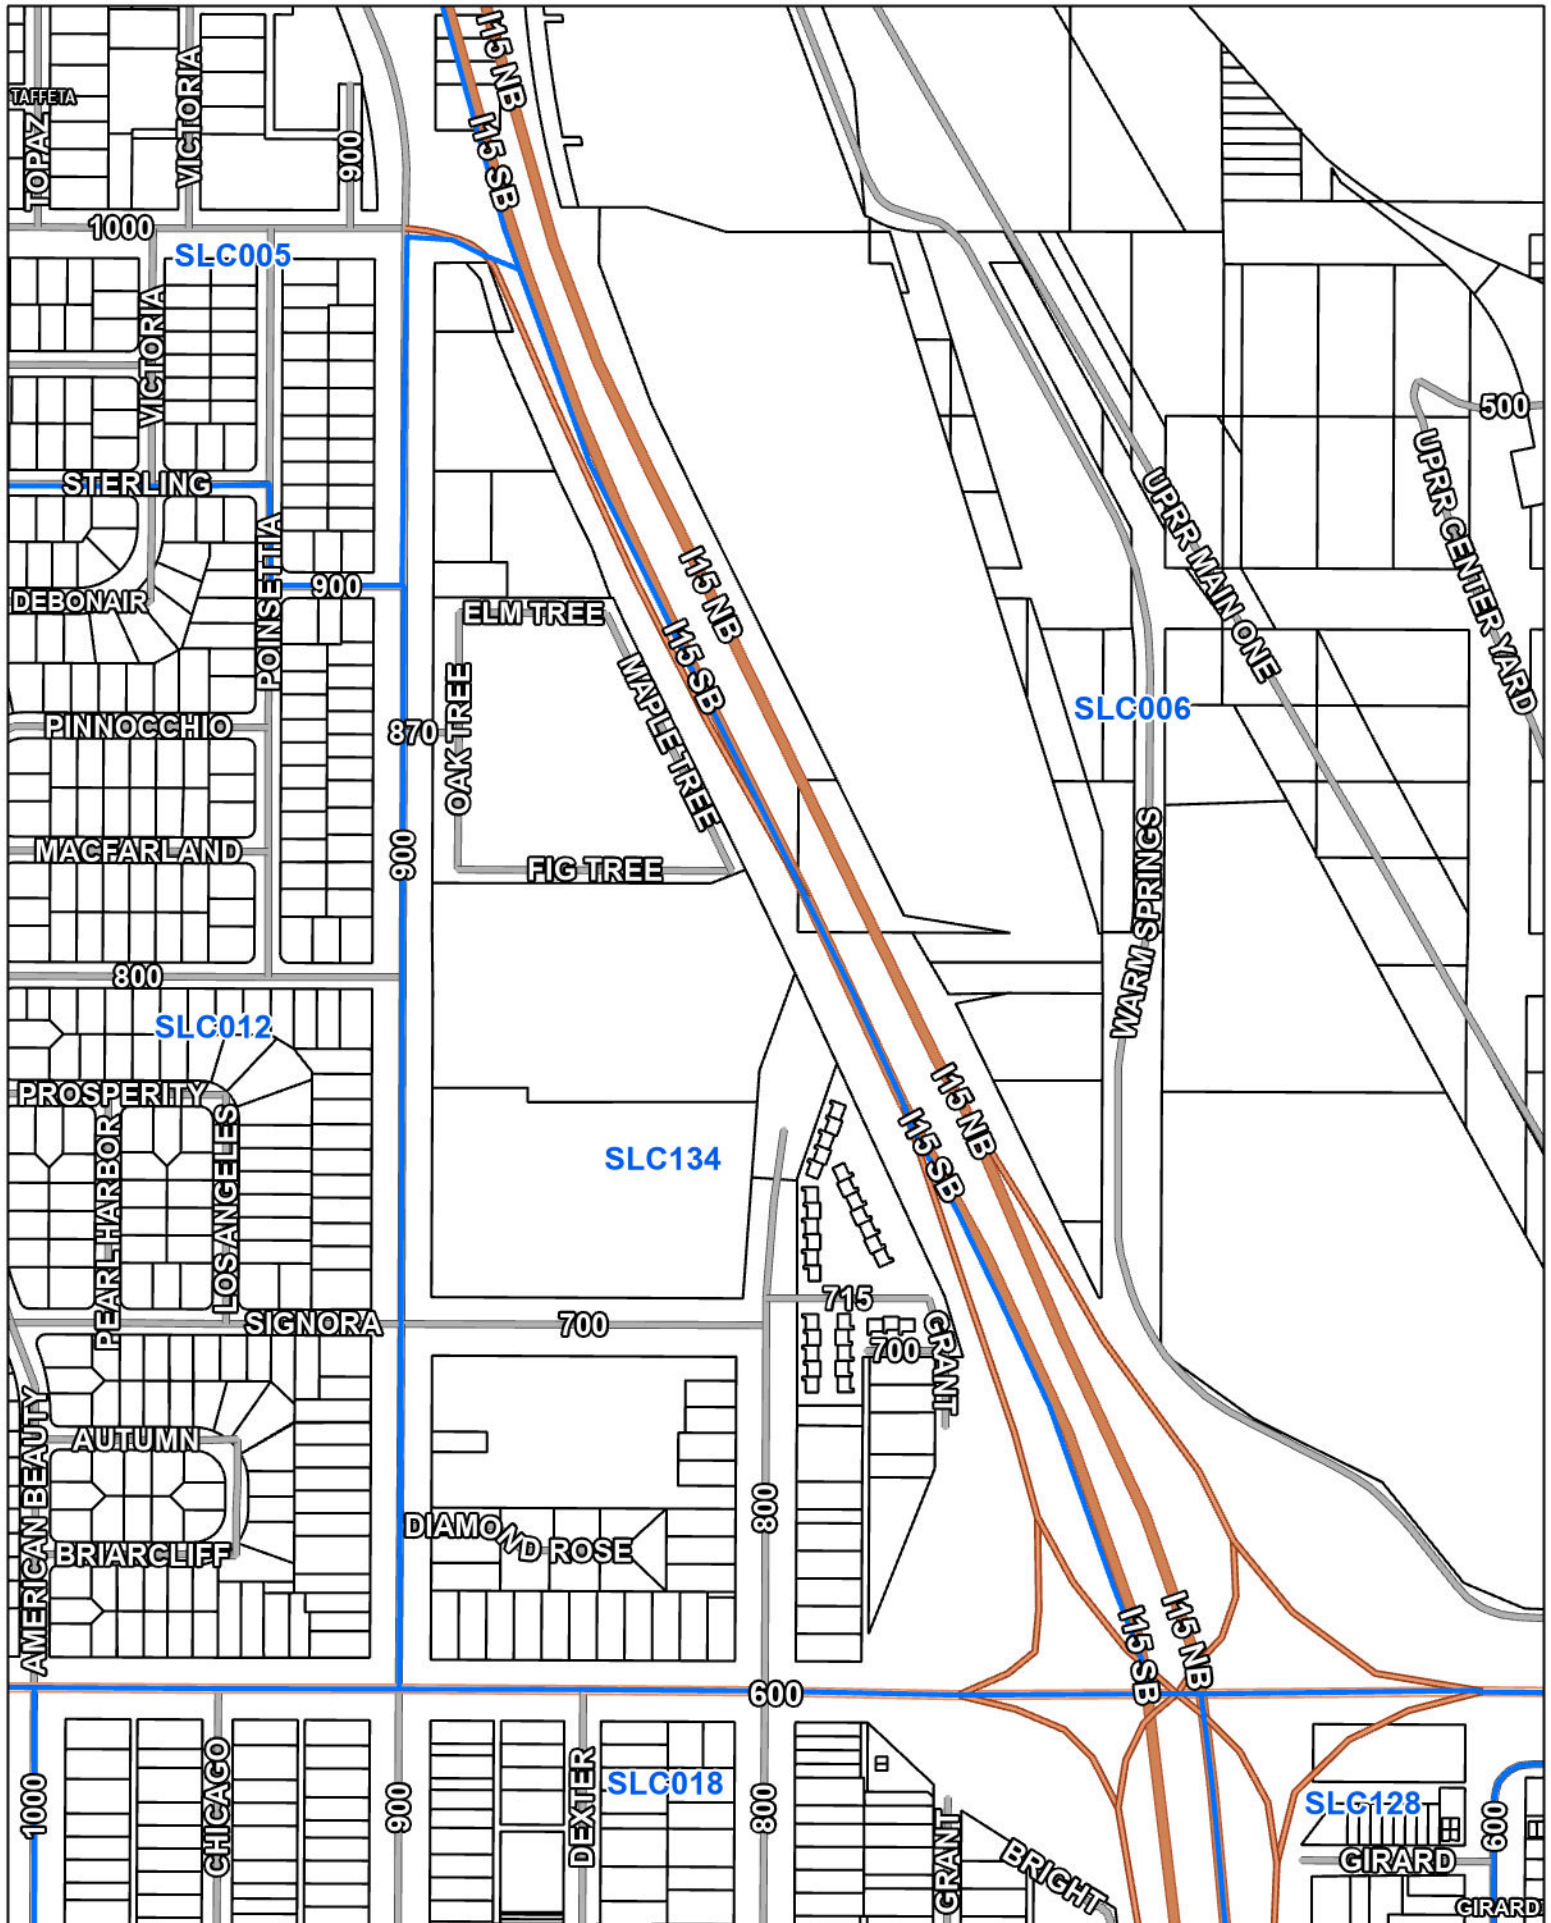 I15 NB
VICTORIA
TAFFETA
TOPAZ
900
I15 SB
1000
SLC005
VICTORIA
500
STERLING
UPRR MAIN ONE
UPRR CENTER YARD
POINSETTIA
900
DEBONAIR
I15 NB
ELM TREE
I15 SB
MAPLE TREE
OAK TREE
SLC006
PINNOCCHIO
870
900
MACFARLAND
FIG TREE
WARM SPRINGS
800
SLC012
PROSPERITY
I15 NB
PEARL HARBOR
LOS ANGELES
I15 SB
SLC134
715
SIGNORA
700
GRANT
700
AMERICAN BEAUTY
AUTUMN
800
DIAMOND ROSE
BRIARCLIFF
I15 NB
I15 SB
600
1000
CHICAGO
900
DEXTER
SLC018
800
GRANT
BRIGHT
SLC128
600
GIRARD
GIRARD